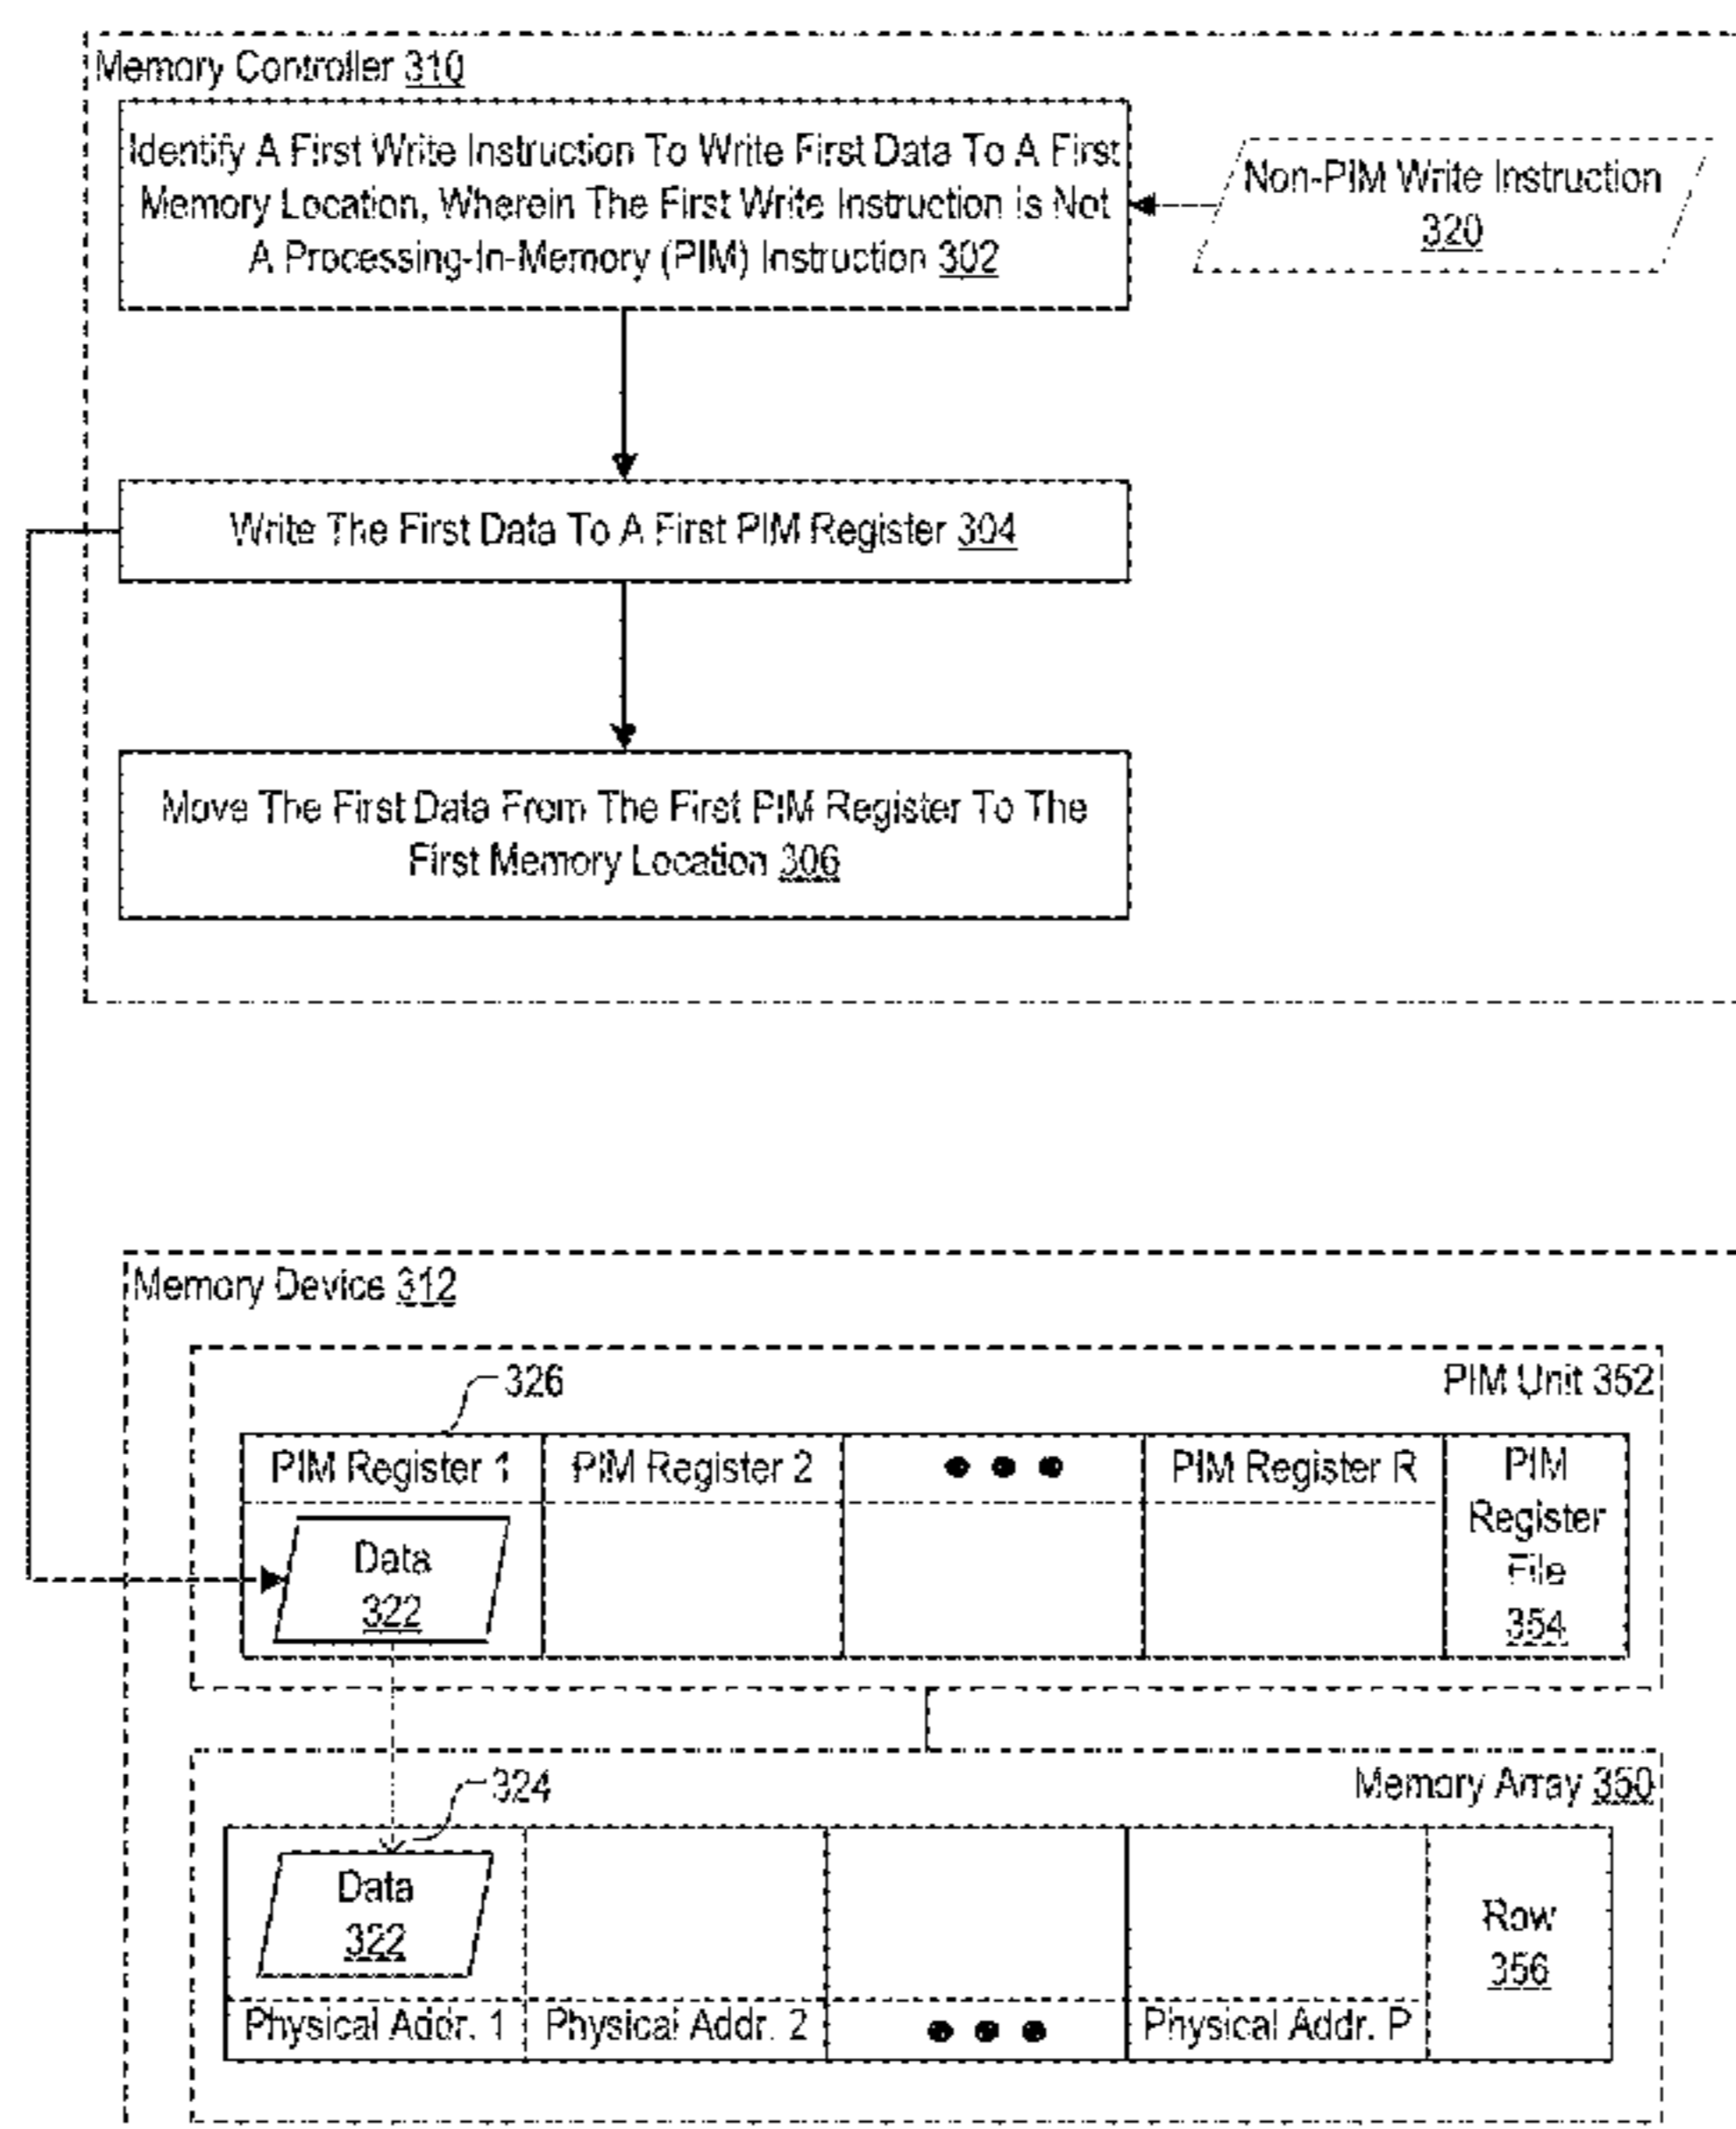 Memory Controller 310
Identify A First Write Instruction To Write First Data To A First
Memory Location, Wherein The First Write Instruction is Not
A Processing-In-Memory (PIM) Instruction 302
Non-PIM Write Instruction
320
Write The First Data To A First PIM Register 304
Move The First Data From The First PIM Register To The
First Memory Location 306
Memory Device 312
326
PIM Unit 352
PIM Register 1
PIM Register 2
PIM Register R
PIM
Register
File
354
Data
322
324
Memory Array 350
Data
322
Row
356
Physical Addr. 1
Physical Addr. 2
Physical Addr. P